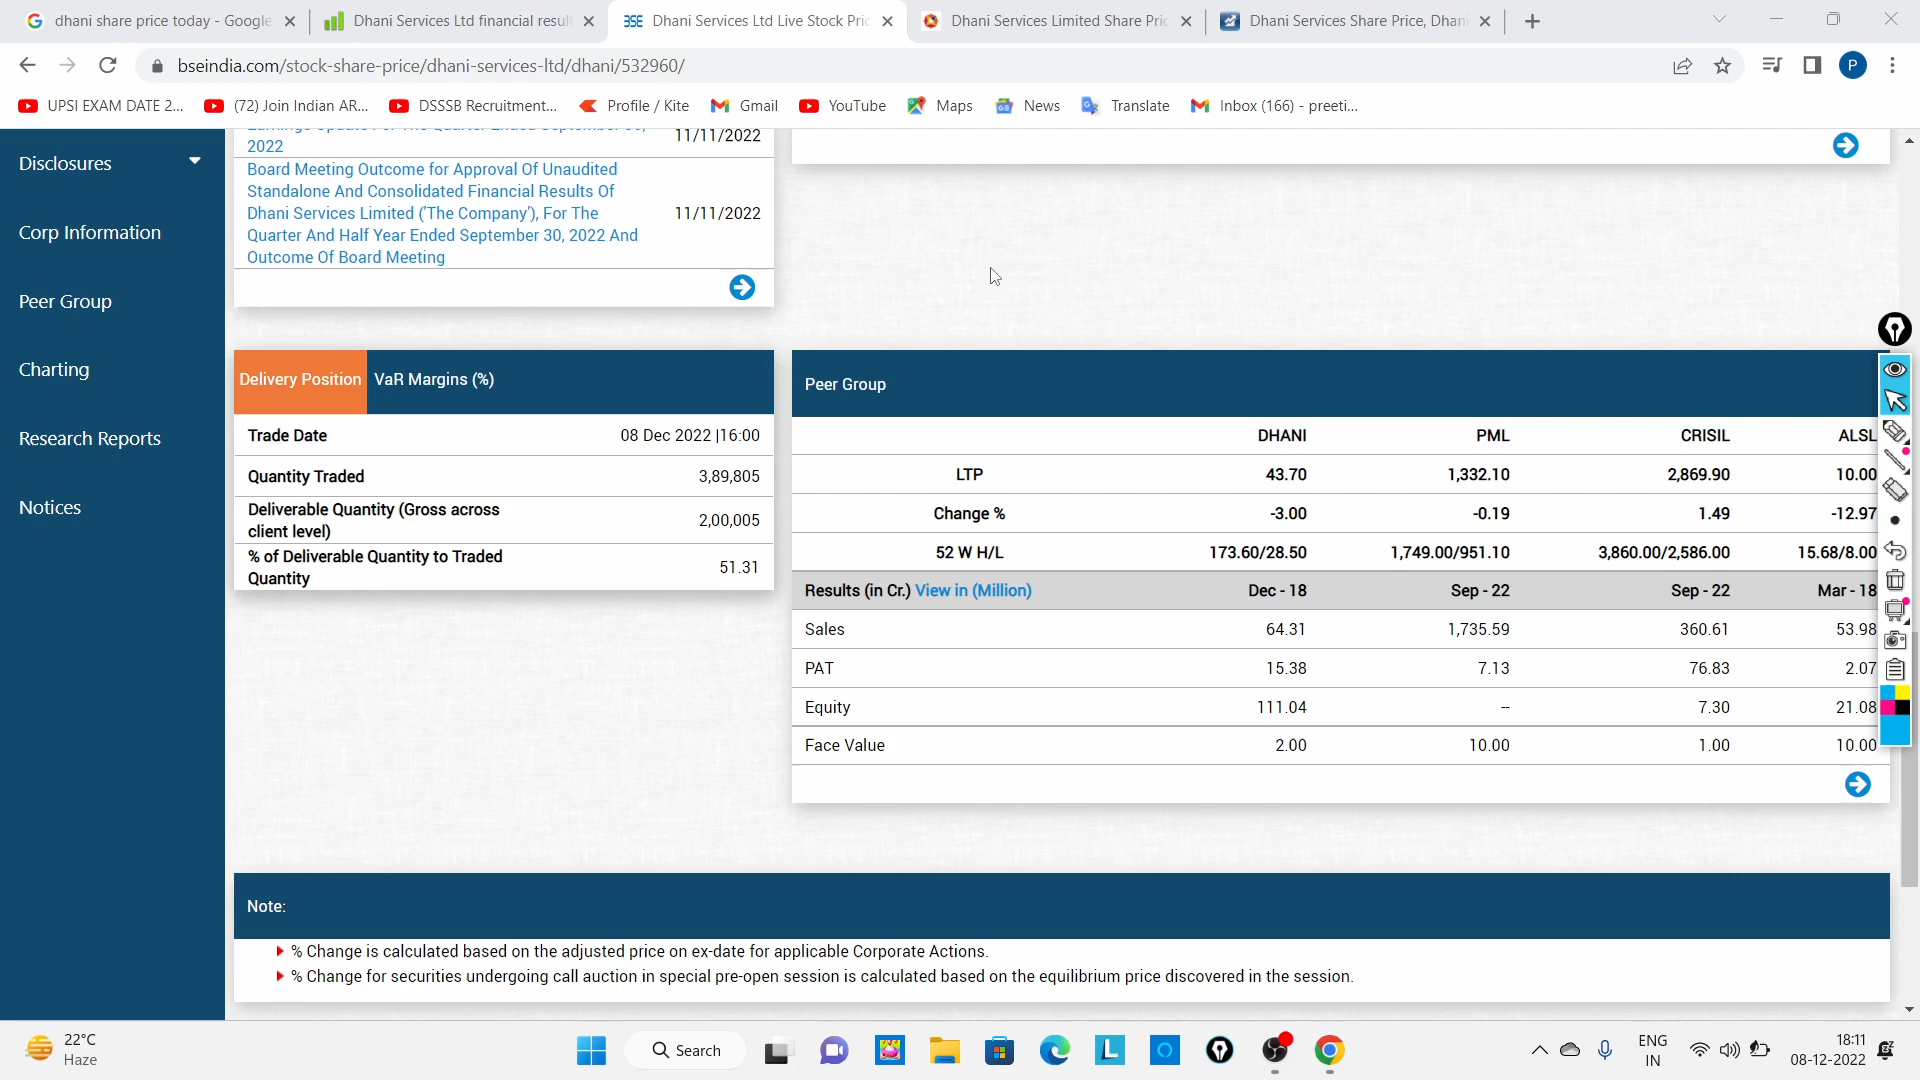 dhani share price today - Google
Dhani Services Ltd financial result
BSE Dhani Services Ltd Live Stock Pric
Dhani Services Limited Share Pric
Dhani Services Share Price, Dhani
bseindia.com/stock-share-price/dhani-services-ltd/dhani/532960/
P
UPSI EXAM DATE 2...
(72) Join Indian AR...
DSSSB Recruitment...
Profile / Kite
Gmail
YouTube
Maps
News
Translate
Inbox (166) - preeti...
Disclosures
Corp Information
Peer Group
Charting
Research Reports
Notices
Earnings Update For The Quarter Ended September 30, 2022 11/11/2022
Board Meeting Outcome for Approval Of Unaudited
Standalone And Consolidated Financial Results Of
Dhani Services Limited ('The Company'), For The 11/11/2022
Quarter And Half Year Ended September 30, 2022 And
Outcome Of Board Meeting
Delivery Position VaR Margins (%)
Trade Date 08 Dec 2022 |16:00
Quantity Traded 3,89,805
Deliverable Quantity (Gross across
client level) 2,00,005
% of Deliverable Quantity to Traded
Quantity 51.31
Peer Group
DHANI PML CRISIL ALSL
LTP 43.70 1,332.10 2,869.90 10.00
Change % -3.00 -0.19 1.49 -12.97
52 W H/L 173.60/28.50 1,749.00/951.10 3,860.00/2,586.00 15.68/8.00
Results (in Cr.) View in (Million) Dec - 18 Sep - 22 Sep - 22 Mar - 18
Sales 64.31 1,735.59 360.61 53.98
PAT 15.38 7.13 76.83 2.07
Equity 111.04 -- 7.30 21.08
Face Value 2.00 10.00 1.00 10.00
Note:
% Change is calculated based on the adjusted price on ex-date for applicable Corporate Actions.
% Change for securities undergoing call auction in special pre-open session is calculated based on the equilibrium price discovered in the session.
22°C
Haze
Search
ENG
IN
18:11
08-12-2022